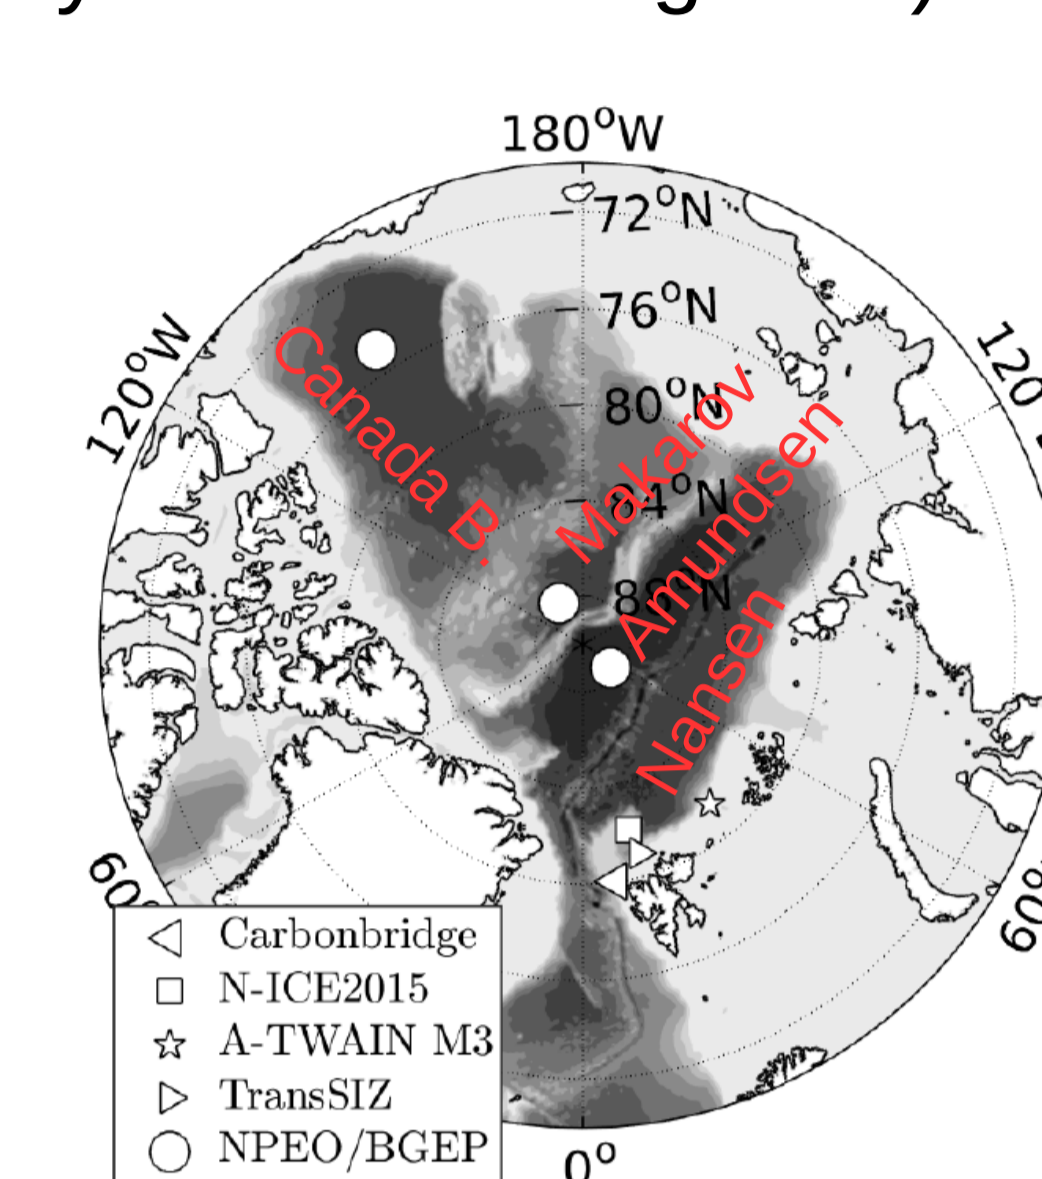 180°W
72°N
76°N
120°W
120
80°N
Canada B.
Makarov
84°N
Amundsen
88°N
Nansen
60°
60°
Carbonbridge
N-ICE2015
A-TWAIN M3
TransSIZ
NPEO/BGEP
0°